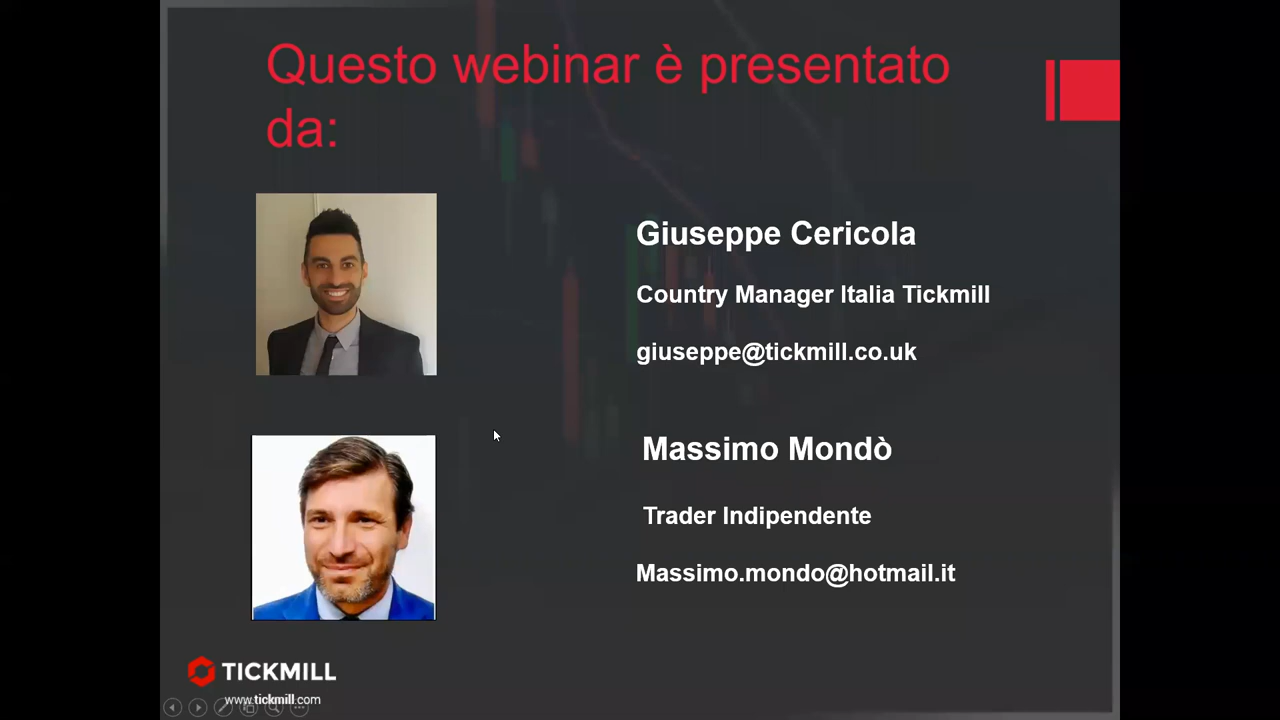 Questo webinar è presentato
da:
Giuseppe Cericola
Country Manager Italia Tickmill
giuseppe@tickmill.co.uk
Massimo Mondò
Trader Indipendente
Massimo.mondo@hotmail.it
TICKMILL
www.tickmill.com